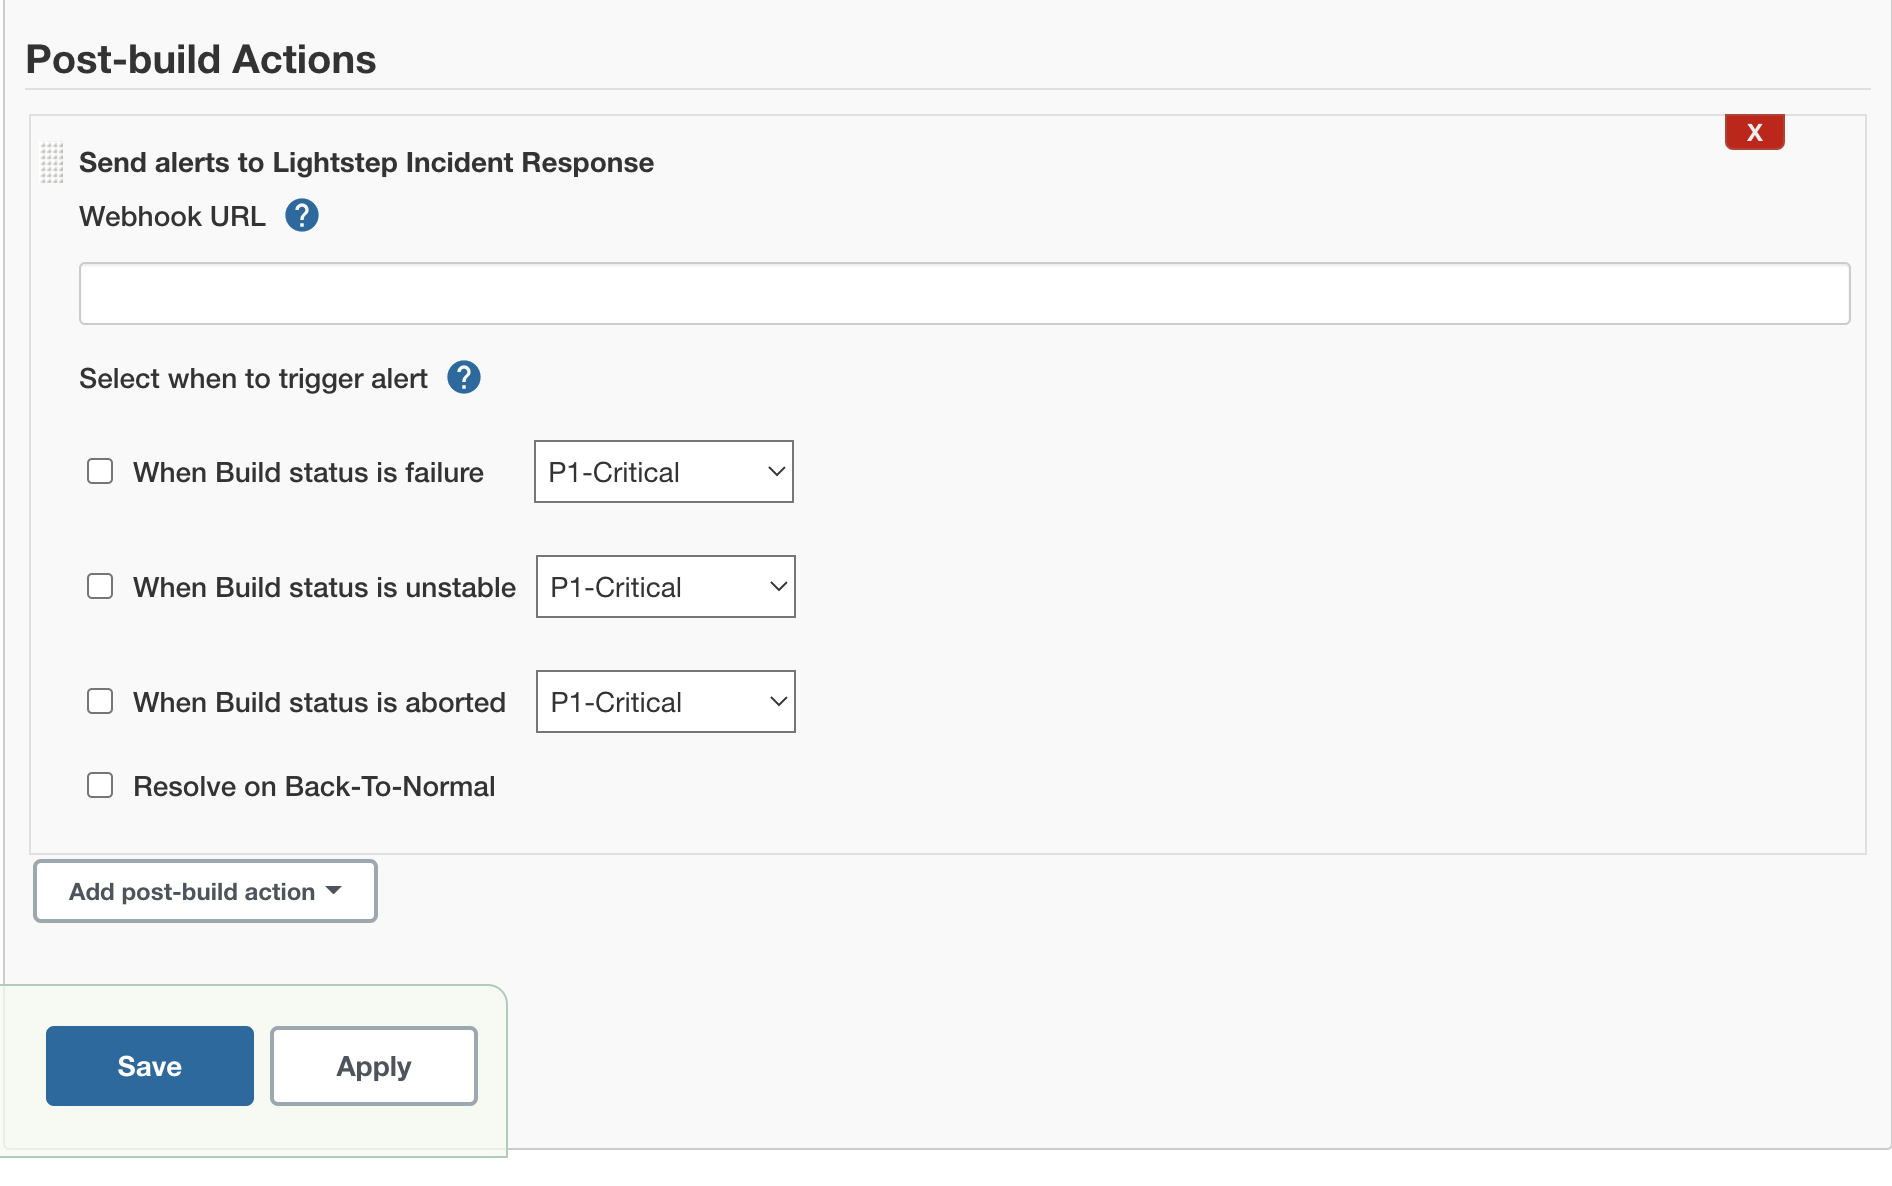 Post-build Actions
X
Send alerts to Lightstep Incident Response
Webhook URL ?
Select when to trigger alert ?
When Build status is failure P1-Critical
When Build status is unstable P1-Critical
When Build status is aborted P1-Critical
Resolve on Back-To-Normal
Add post-build action
Save Apply